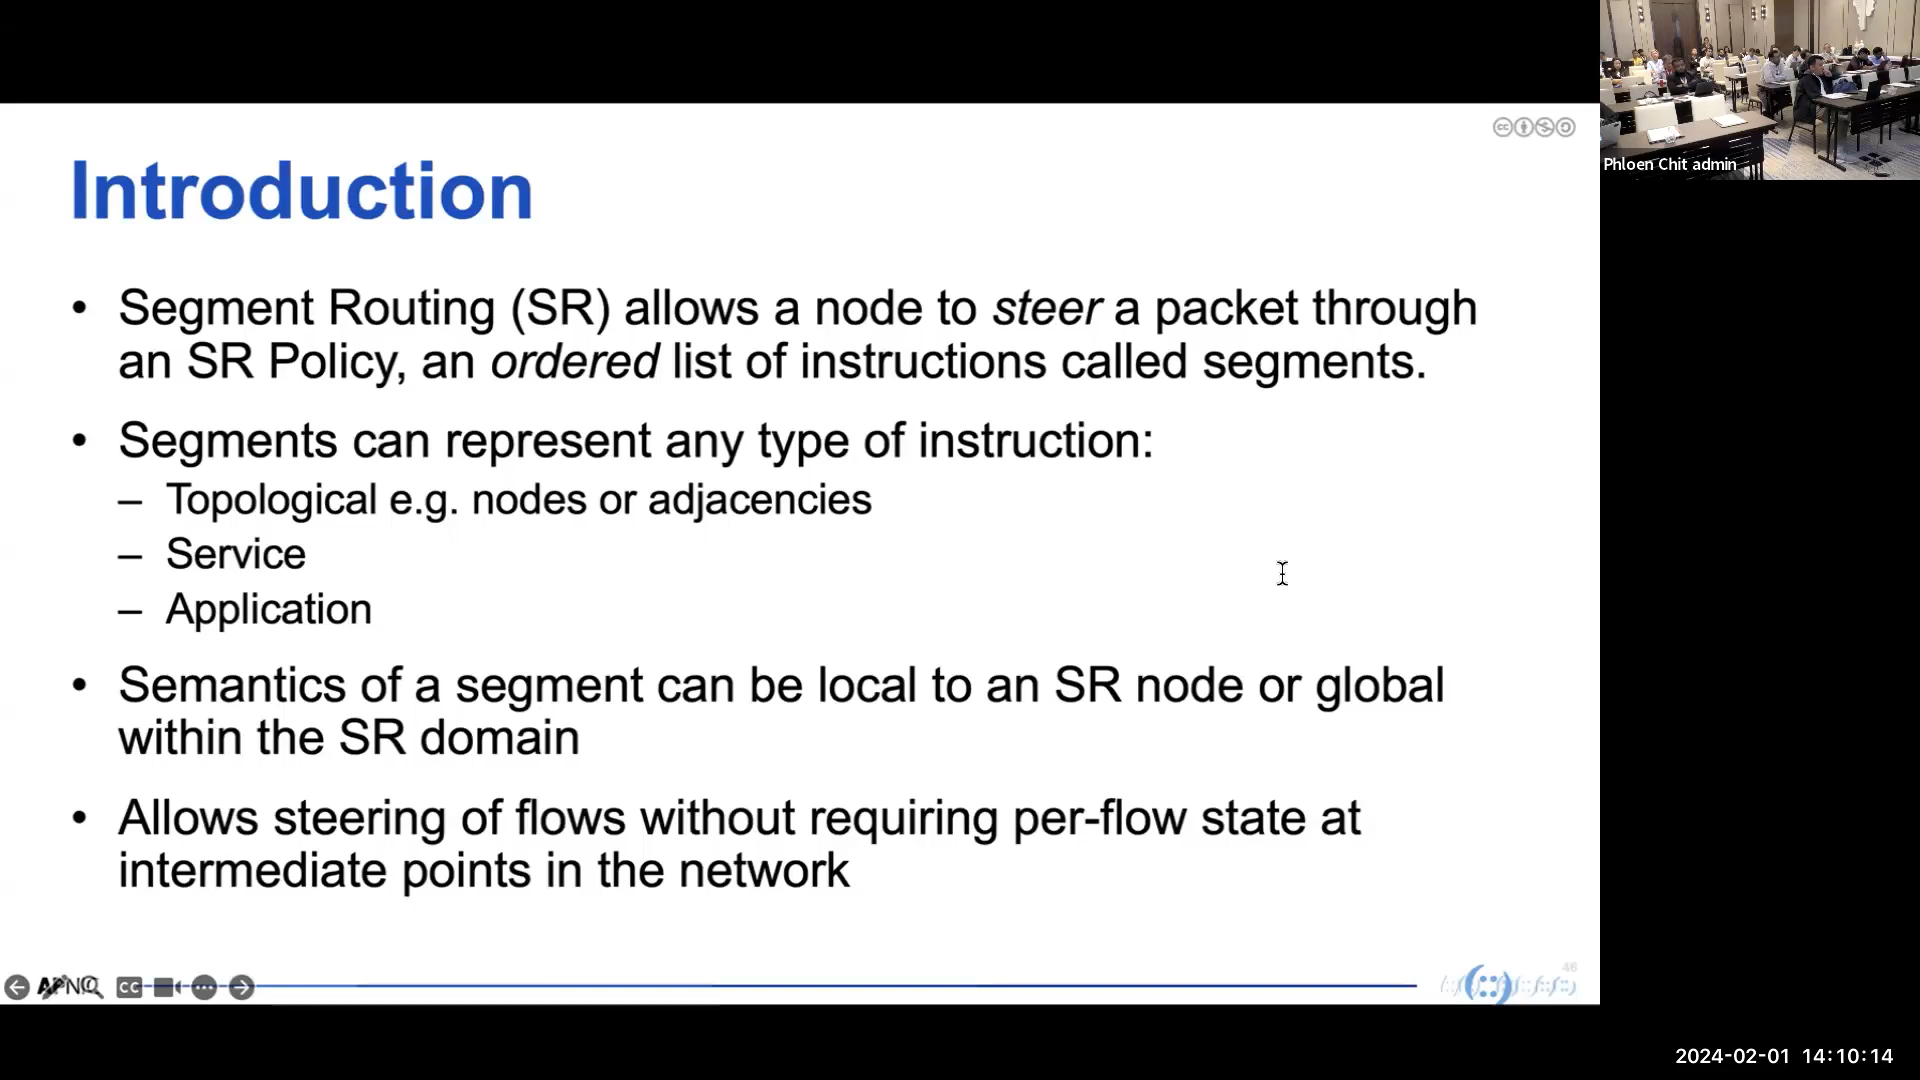 Introduction
• Segment Routing (SR) allows a node to steer a packet through
an SR Policy, an ordered list of instructions called segments.
• Segments can represent any type of instruction:
– Topological e.g. nodes or adjacencies
– Service
– Application
• Semantics of a segment can be local to an SR node or global
within the SR domain
• Allows steering of flows without requiring per-flow state at
intermediate points in the network
CC
46
Phloen Chit admin
2024-02-01 14:10:14